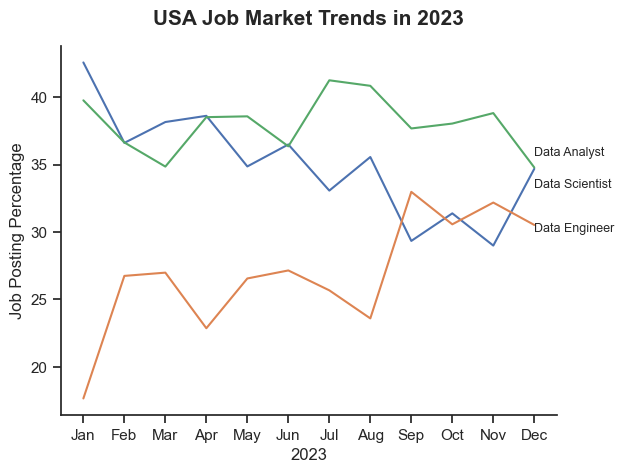 USA Job Market Trends in 2023
Job Posting Percentage
40
35
30
25
20
Data Analyst
Data Scientist
Data Engineer
Jan Feb Mar Apr May Jun Jul Aug Sep Oct Nov Dec
2023